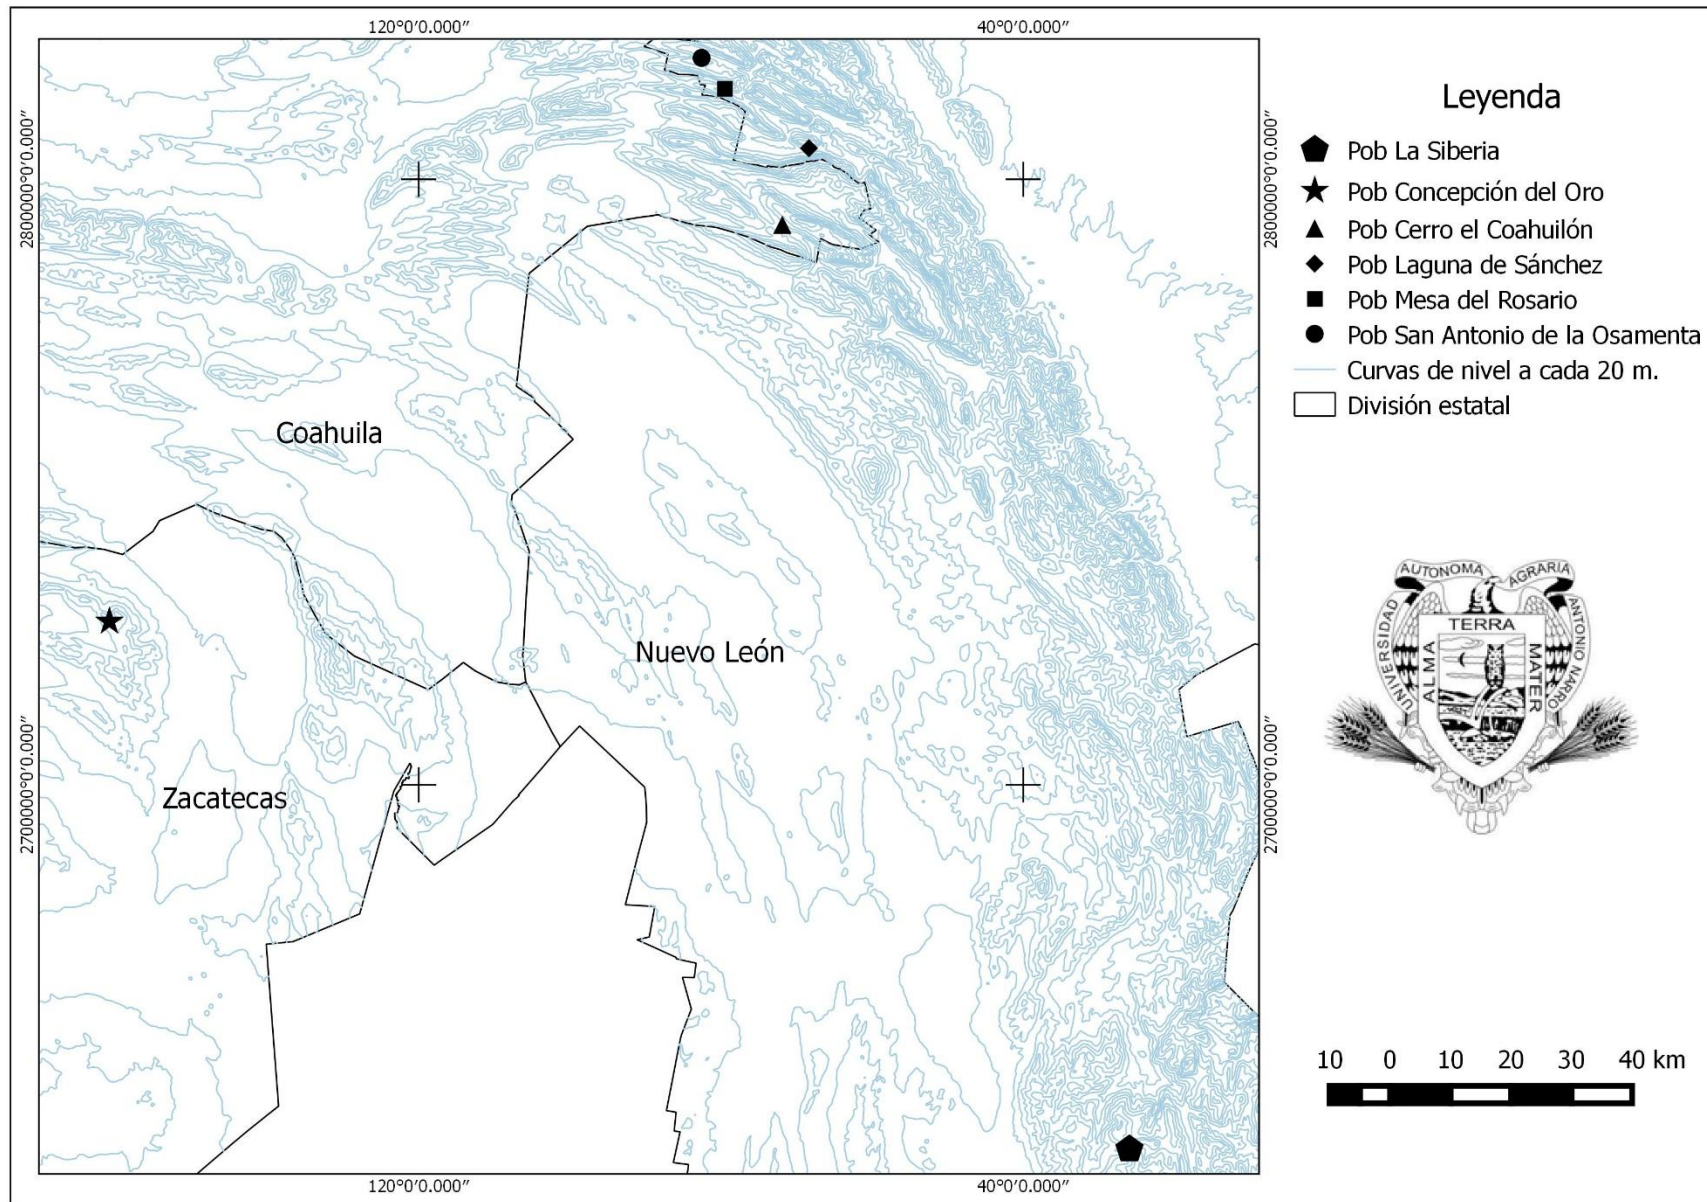 120°0'0.000"
40°0'0.000"
2800000°0'0.000"
2800000°0'0.000"
Coahuila
Nuevo León
Zacatecas
2700000°0'0.000"
2700000°0'0.000"
120°0'0.000"
40°0'0.000"
Leyenda
Pob La Siberia
Pob Concepción del Oro
Pob Cerro el Coahuilón
Pob Laguna de Sánchez
Pob Mesa del Rosario
Pob San Antonio de la Osamenta
Curvas de nivel a cada 20 m.
División estatal
UNIVERSIDAD
AUTONOMA
AGRARIA
ANTONIO NARRO
ALMA
TERRA
MATER
10 0 10 20 30 40 km